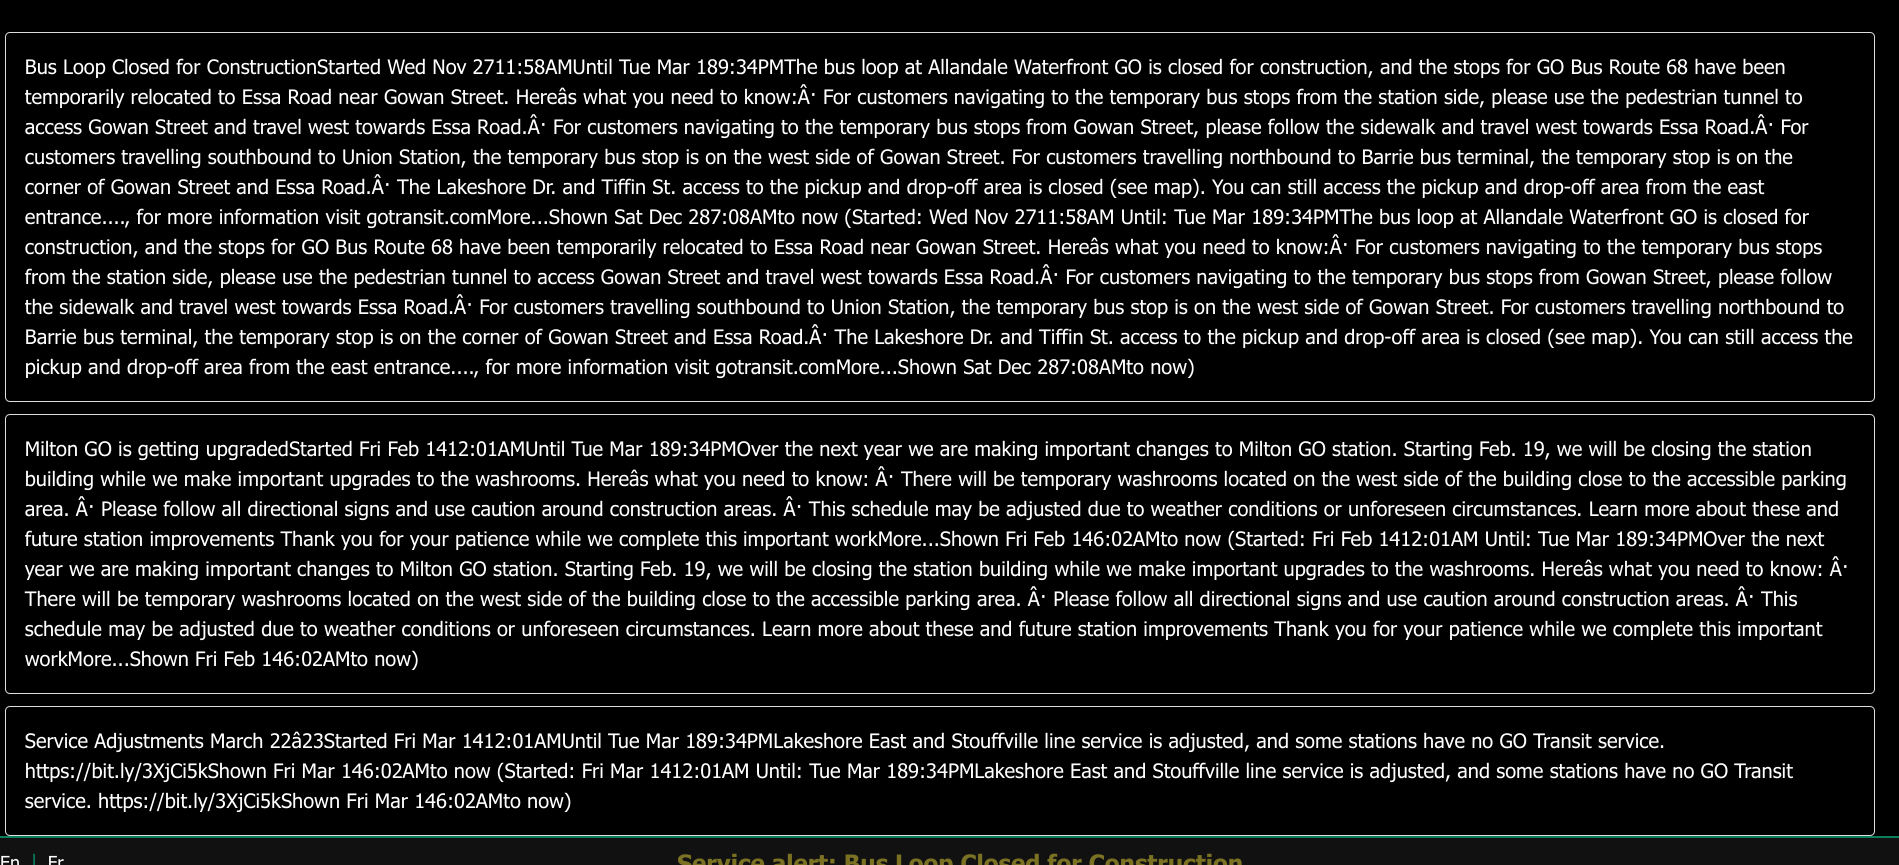 Bus Loop Closed for ConstructionStarted Wed Nov 2711:58AMUntil Tue Mar 189:34PMThe bus loop at Allandale Waterfront GO is closed for construction, and the stops for GO Bus Route 68 have been
temporarily relocated to Essa Road near Gowan Street. Hereâs what you need to know:Â· For customers navigating to the temporary bus stops from the station side, please use the pedestrian tunnel to
access Gowan Street and travel west towards Essa Road.Â· For customers navigating to the temporary bus stops from Gowan Street, please follow the sidewalk and travel west towards Essa Road.Â· For
customers travelling southbound to Union Station, the temporary bus stop is on the west side of Gowan Street. For customers travelling northbound to Barrie bus terminal, the temporary stop is on the
corner of Gowan Street and Essa Road.Â· The Lakeshore Dr. and Tiffin St. access to the pickup and drop-off area is closed (see map). You can still access the pickup and drop-off area from the east
entrance...., for more information visit gotransit.comMore...Shown Sat Dec 287:08AMto now (Started: Wed Nov 2711:58AM Until: Tue Mar 189:34PMThe bus loop at Allandale Waterfront GO is closed for
construction, and the stops for GO Bus Route 68 have been temporarily relocated to Essa Road near Gowan Street. Hereâs what you need to know:Â· For customers navigating to the temporary bus stops
from the station side, please use the pedestrian tunnel to access Gowan Street and travel west towards Essa Road.Â· For customers navigating to the temporary bus stops from Gowan Street, please follow
the sidewalk and travel west towards Essa Road.Â· For customers travelling southbound to Union Station, the temporary bus stop is on the west side of Gowan Street. For customers travelling northbound to
Barrie bus terminal, the temporary stop is on the corner of Gowan Street and Essa Road.Â· The Lakeshore Dr. and Tiffin St. access to the pickup and drop-off area is closed (see map). You can still access the
pickup and drop-off area from the east entrance...., for more information visit gotransit.comMore...Shown Sat Dec 287:08AMto now)
Milton GO is getting upgradedStarted Fri Feb 1412:01AMUntil Tue Mar 189:34PMOver the next year we are making important changes to Milton GO station. Starting Feb. 19, we will be closing the station
building while we make important upgrades to the washrooms. Hereâs what you need to know: Â· There will be temporary washrooms located on the west side of the building close to the accessible parking
area. Â· Please follow all directional signs and use caution around construction areas. Â· This schedule may be adjusted due to weather conditions or unforeseen circumstances. Learn more about these and
future station improvements Thank you for your patience while we complete this important workMore...Shown Fri Feb 146:02AMto now (Started: Fri Feb 1412:01AM Until: Tue Mar 189:34PMOver the next
year we are making important changes to Milton GO station. Starting Feb. 19, we will be closing the station building while we make important upgrades to the washrooms. Hereâs what you need to know: Â·
There will be temporary washrooms located on the west side of the building close to the accessible parking area. Â· Please follow all directional signs and use caution around construction areas. Â· This
schedule may be adjusted due to weather conditions or unforeseen circumstances. Learn more about these and future station improvements Thank you for your patience while we complete this important
workMore...Shown Fri Feb 146:02AMto now)
Service Adjustments March 22â23Started Fri Mar 1412:01AMUntil Tue Mar 189:34PMLakeshore East and Stouffville line service is adjusted, and some stations have no GO Transit service.
https://bit.ly/3XjCi5kShown Fri Mar 146:02AMto now (Started: Fri Mar 1412:01AM Until: Tue Mar 189:34PMLakeshore East and Stouffville line service is adjusted, and some stations have no GO Transit
service. https://bit.ly/3XjCi5kShown Fri Mar 146:02AMto now)
En | Fr Service alert: Bus Loop Closed for Construction